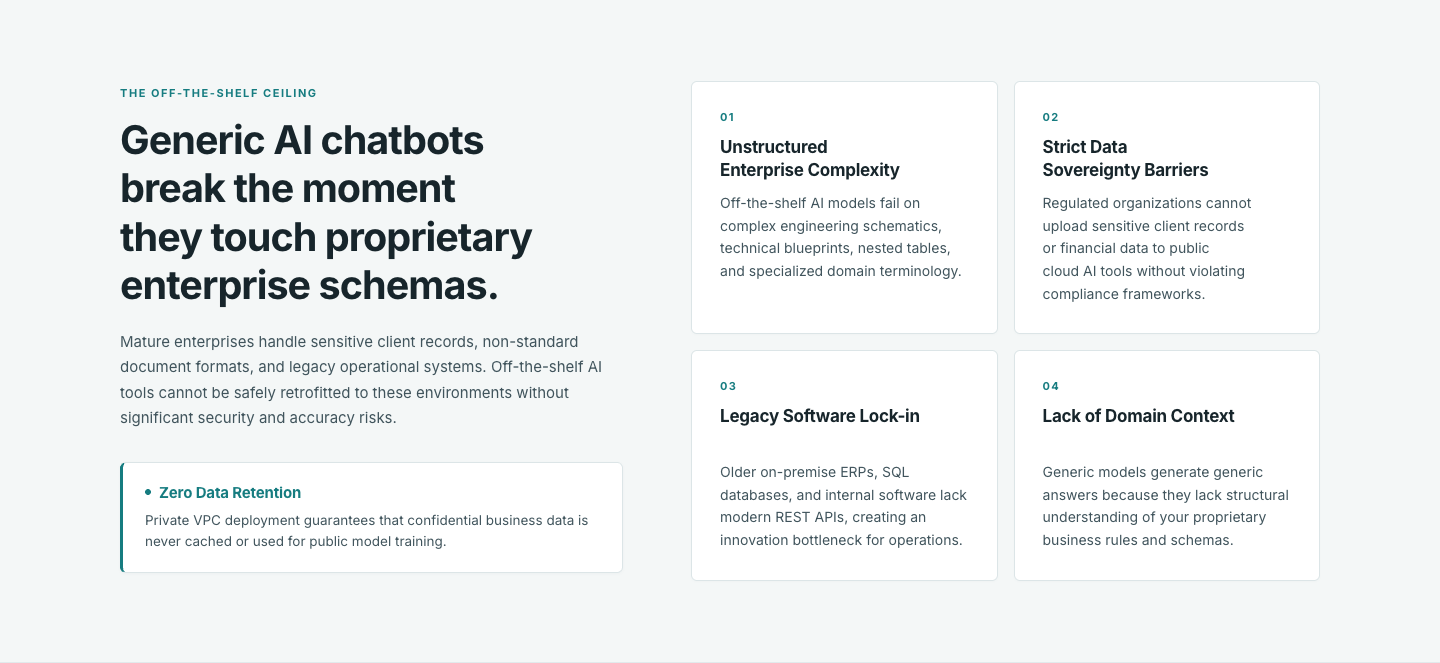 THE OFF-THE-SHELF CEILING
Generic AI chatbots
break the moment
they touch proprietary
enterprise schemas.
Mature enterprises handle sensitive client records, non-standard
document formats, and legacy operational systems. Off-the-shelf AI
tools cannot be safely retrofitted to these environments without
significant security and accuracy risks.
Zero Data Retention
Private VPC deployment guarantees that confidential business data is
never cached or used for public model training.
01
Unstructured
Enterprise Complexity
Off-the-shelf AI models fail on
complex engineering schematics,
technical blueprints, nested tables,
and specialized domain terminology.
02
Strict Data
Sovereignty Barriers
Regulated organizations cannot
upload sensitive client records
or financial data to public
cloud AI tools without violating
compliance frameworks.
03
Legacy Software Lock-in
Older on-premise ERPs, SQL
databases, and internal software lack
modern REST APIs, creating an
innovation bottleneck for operations.
04
Lack of Domain Context
Generic models generate generic
answers because they lack structural
understanding of your proprietary
business rules and schemas.